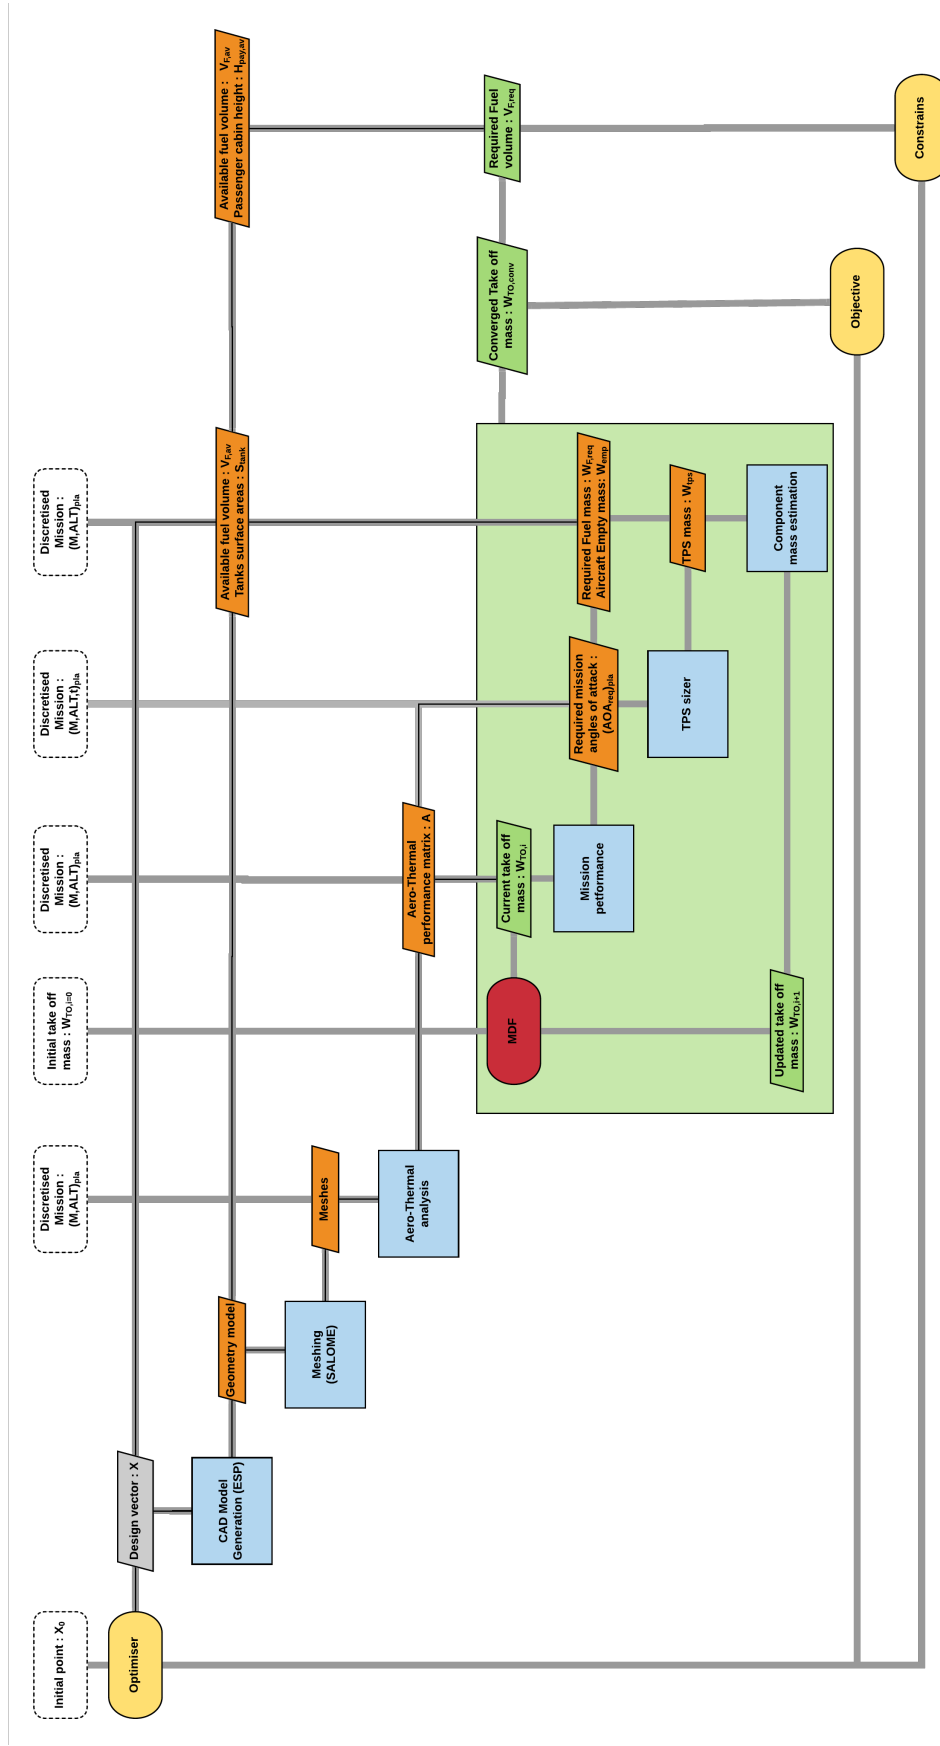 Initial point : X0
Discretised
Mission :
(M,ALT)pla
Initial take off
mass : WTO,i=0
Discretised
Mission :
(M,ALT)pla
Discretised
Mission :
(M,ALT,t)pla
Discretised
Mission :
(M,ALT)pla
Optimiser
Design vector : X
CAD Model
Generation (ESP)
Geometry model
Available fuel volume : VF,av
Tanks surface areas : Stank
Available fuel volume : VF,av
Passenger cabin height : Hpay,av
Meshing
(SALOME)
Meshes
Aero-Thermal
analysis
Aero-Thermal
performance matrix : A
MDF
Current take off
mass : WTO,i
Converged Take off
mass : WTO,conv
Required Fuel
volume : VF,req
Mission
petformance
Required mission
angles of attack :
(AOAreq)pla
Required Fuel mass : WF,req
Aircraft Empty mass: Wemp
TPS sizer
TPS mass : Wtps
Updated take off
mass : WTO,i+1
Component
mass estimation
Objective
Constrains